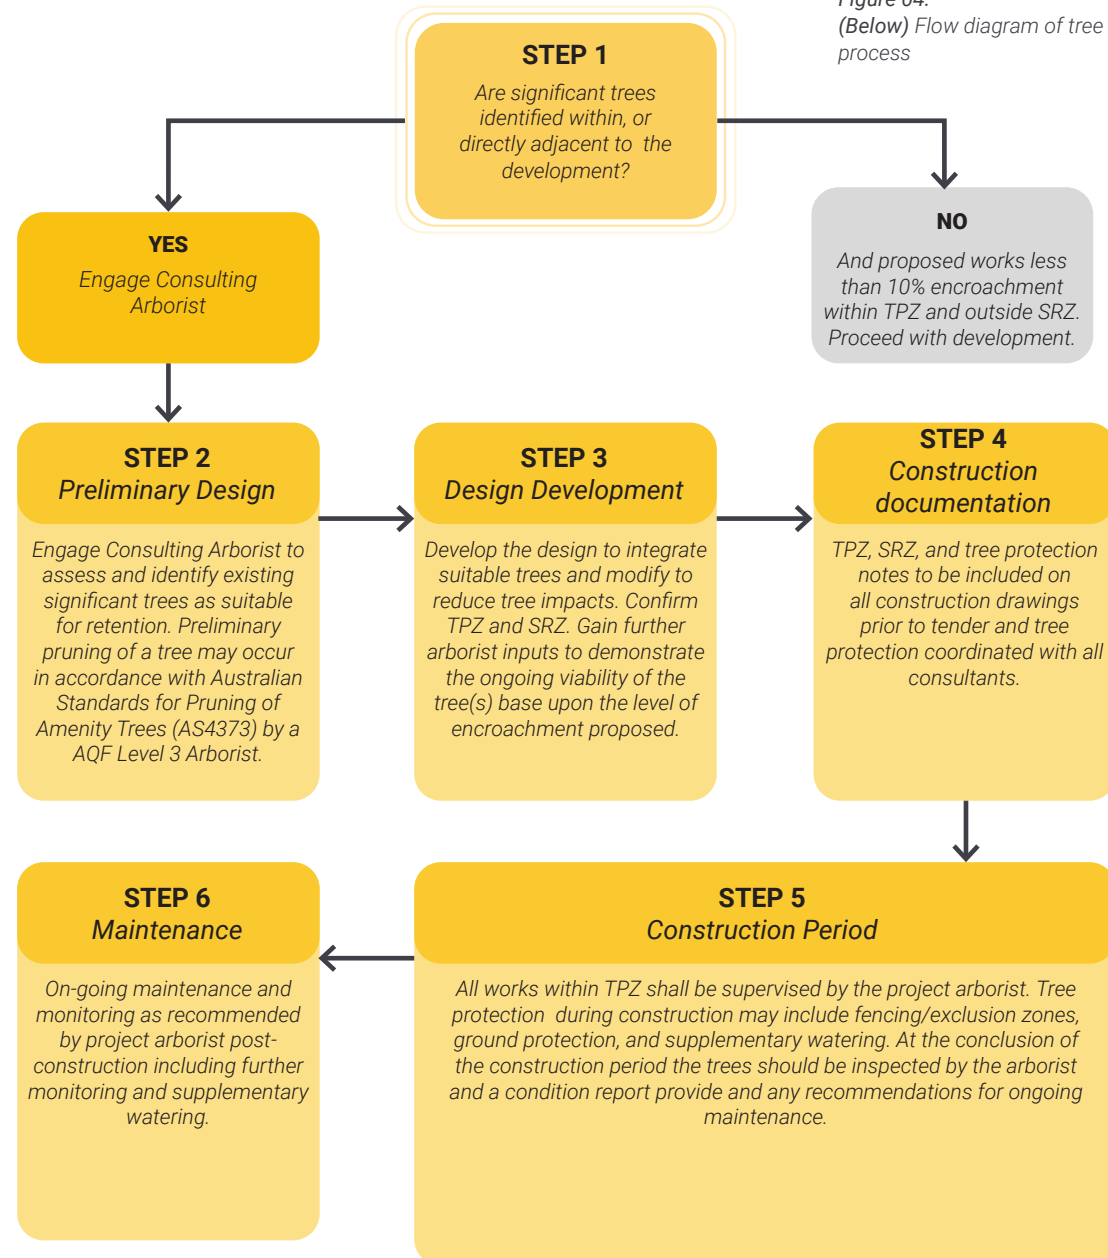 Figure 04.
(Below) Flow diagram of tree
process
STEP 1
Are significant trees
identified within, or
directly adjacent to the
development?
YES
Engage Consulting
Arborist
NO
And proposed works less
than 10% encroachment
within TPZ and outside SRZ.
Proceed with development.
STEP 2
Preliminary Design
Engage Consulting Arborist to
assess and identify existing
significant trees as suitable
for retention. Preliminary
pruning of a tree may occur
in accordance with Australian
Standards for Pruning of
Amenity Trees (AS4373) by a
AQF Level 3 Arborist.
STEP 3
Design Development
Develop the design to integrate
suitable trees and modify to
reduce tree impacts. Confirm
TPZ and SRZ. Gain further
arborist inputs to demonstrate
the ongoing viability of the
tree(s) base upon the level of
encroachment proposed.
STEP 4
Construction
documentation
TPZ, SRZ, and tree protection
notes to be included on
all construction drawings
prior to tender and tree
protection coordinated with all
consultants.
STEP 5
Construction Period
All works within TPZ shall be supervised by the project arborist. Tree
protection during construction may include fencing/exclusion zones,
ground protection, and supplementary watering. At the conclusion of
the construction period the trees should be inspected by the arborist
and a condition report provide and any recommendations for ongoing
maintenance.
STEP 6
Maintenance
On-going maintenance and
monitoring as recommended
by project arborist post-
construction including further
monitoring and supplementary
watering.